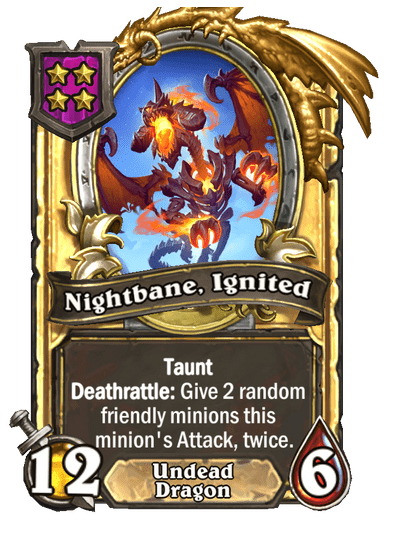 Nightbane, Ignited
Taunt
Deathrattle: Give 2 random
friendly minions this
minion's Attack, twice.
12
Undead
Dragon
6